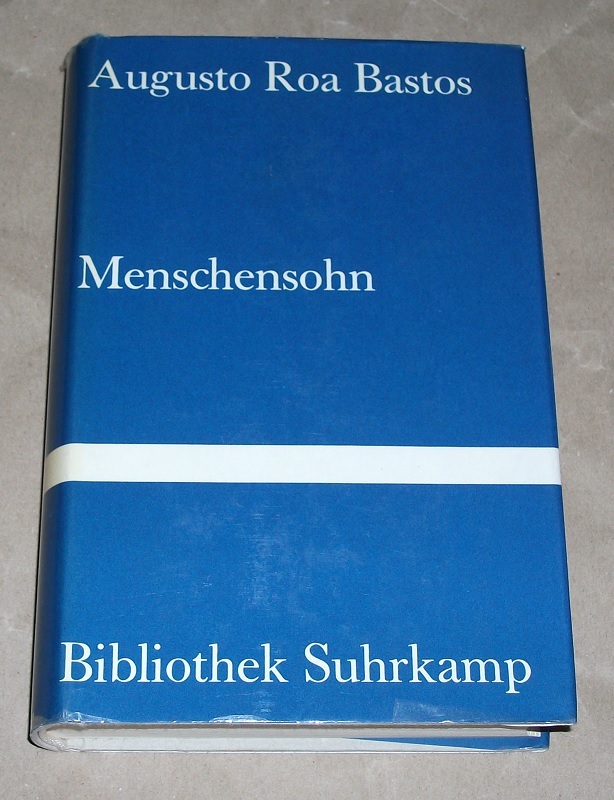 Augusto Roa Bastos
Menschensohn
Bibliothek Suhrkamp